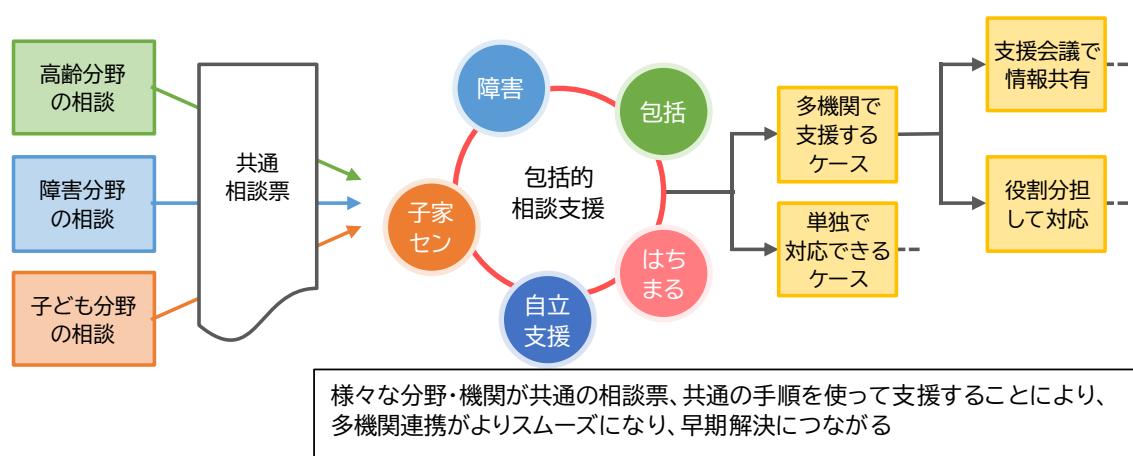 高齢分野
の相談
障害分野
の相談
子ども分野
の相談
共通
相談票
障害
包括
子家
セン
はち
まる
自立
支援
包括的
相談支援
多機関で
支援する
ケース
単独で
対応できる
ケース
支援会議で
情報共有
役割分担
して対応
様々な分野・機関が共通の相談票、共通の手順を使って支援することにより、
多機関連携がよりスムーズになり、早期解決につながる